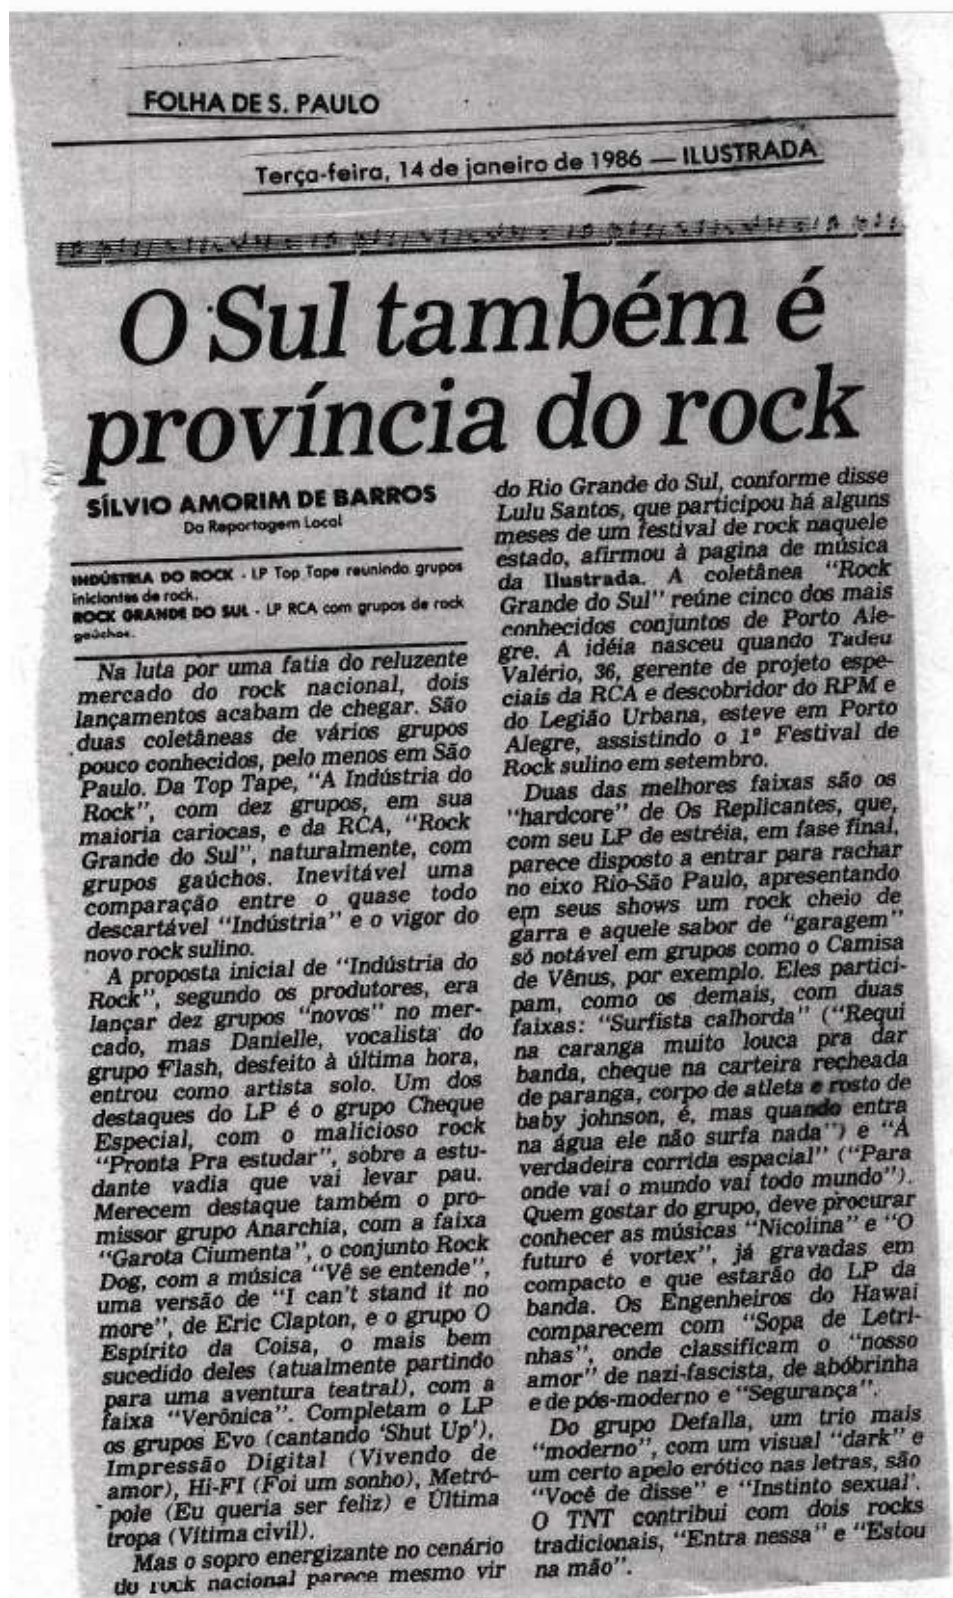 FOLHA DE S. PAULO
Terça-feira, 14 de janeiro de 1986 — ILUSTRADA
O Sul também é
província do rock
SÍLVIO AMORIM DE BARROS
Da Reportagem Local
INDÚSTRIA DO ROCK - LP Top Tape reunindo grupos
iniciantes de rock.
ROCK GRANDE DO SUL - LP RCA com grupos de rock
gaúchos.
Na luta por uma fatia do reluzente
mercado do rock nacional, dois
lançamentos acabam de chegar. São
duas coletâneas de vários grupos
pouco conhecidos, pelo menos em São
Paulo. Da Top Tape, "A Indústria do
Rock", com dez grupos, em sua
maioria cariocas, e da RCA, "Rock
Grande do Sul", naturalmente, com
grupos gaúchos. Inevitável uma
comparação entre o quase todo
descartável "Indústria" e o vigor do
novo rock sulino.
A proposta inicial de "Indústria do
Rock", segundo os produtores, era
lançar dez grupos "novos" no mer-
cado, mas Danielle, vocalista do
grupo Flash, desfeito à última hora,
entrou como artista solo. Um dos
destaques do LP é o grupo Cheque
Especial, com o malicioso rock
"Pronta Pra estudar", sobre a estu-
dante vadia que vai levar pau.
Merecem destaque também o pro-
missor grupo Anarchia, com a faixa
"Garota Ciumenta", o conjunto Rock
Dog, com a música "Vê se entende",
uma versão de "I can't stand it no
more", de Eric Clapton, e o grupo O
Espírito da Coisa, o mais bem
sucedido deles (atualmente partindo
para uma aventura teatral), com a
faixa "Verônica". Completam o LP
os grupos Evo (cantando 'Shut Up'),
Impressão Digital (Vivendo de
amor), Hi-FI (Foi um sonho), Metró-
pole (Eu queria ser feliz) e Última
tropa (Vítima civil).
Mas o sopro energizante no cenário
do rock nacional parece mesmo vir
do Rio Grande do Sul, conforme disse
Lulu Santos, que participou há alguns
meses de um festival de rock naquele
estado, afirmou à pagina de música
da Ilustrada. A coletânea "Rock
Grande do Sul" reúne cinco dos mais
conhecidos conjuntos de Porto Ale-
gre. A idéia nasceu quando Tadeu
Valério, 36, gerente de projeto espe-
ciais da RCA e descobridor do RPM e
do Legião Urbana, esteve em Porto
Alegre, assistindo o 1º Festival de
Rock sulino em setembro.
Duas das melhores faixas são os
"hardcore" de Os Replicantes, que,
com seu LP de estréia, em fase final,
parece disposto a entrar para rachar
no eixo Rio-São Paulo, apresentando
em seus shows um rock cheio de
garra e aquele sabor de "garagem"
só notável em grupos como o Camisa
de Vênus, por exemplo. Eles partici-
pam, como os demais, com duas
faixas: "Surfista calhorda" ("Requi
na caranga muito louca pra dar
banda, cheque na carteira recheada
de paranga, corpo de atleta e rosto de
baby johnson, é, mas quando entra
na água ele não surfa nada") e "A
verdadeira corrida espacial" ("Para
onde vai o mundo vai todo mundo").
Quem gostar do grupo, deve procurar
conhecer as músicas "Nicolina" e "O
futuro é vortex", já gravadas em
compacto e que estarão do LP da
banda. Os Engenheiros do Hawai
comparecem com "Sopa de Letri-
nhas", onde classificam o "nosso
amor" de nazi-fascista, de abóbrinha
e de pós-moderno e "Segurança".
Do grupo Defalla, um trio mais
"moderno", com um visual "dark" e
um certo apelo erótico nas letras, são
"Você de disse" e "Instinto sexual'.
O TNT contribui com dois rocks
tradicionais, "Entra nessa" e "Estou
na mão".